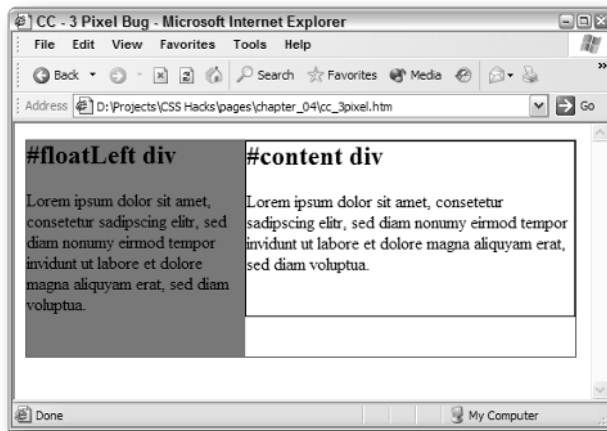 CC - 3 Pixel Bug - Microsoft Internet Explorer
File Edit View Favorites Tools Help
Back Search Favorites Media »
Address D:\Projects\CSS Hacks\pages\chapter_04\cc_3pixel.htm Go
#floatLeft div
Lorem ipsum dolor sit amet,
consetetur sadipscing elitr, sed
diam nonumy eirmod tempor
invidunt ut labore et dolore
magna aliquyam erat, sed diam
voluptua.
#content div
Lorem ipsum dolor sit amet, consetetur
sadipscing elitr, sed diam nonumy eirmod tempor
invidunt ut labore et dolore magna aliquyam erat,
sed diam voluptua.
Done My Computer